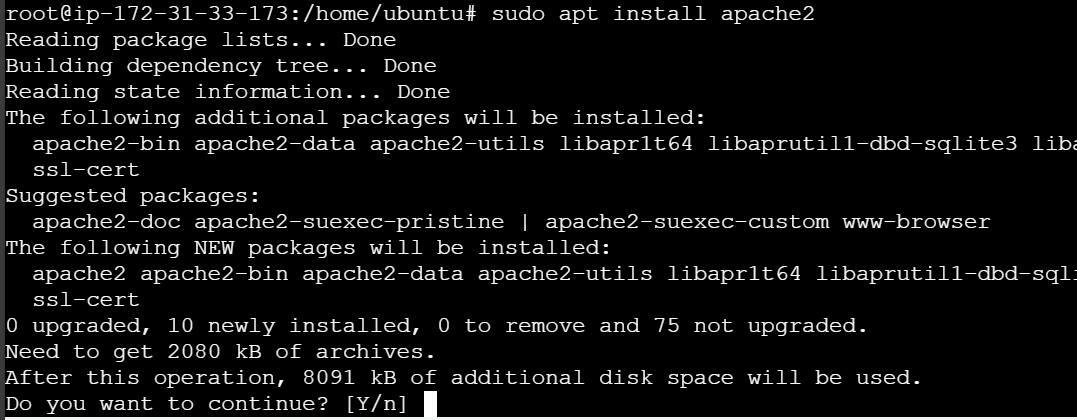 root@ip-172-31-33-173:/home/ubuntu# sudo apt install apache2
Reading package lists... Done
Building dependency tree... Done
Reading state information... Done
The following additional packages will be installed:
  apache2-bin apache2-data apache2-utils libapr1t64 libaprutil1-dbd-sqlite3
  ssl-cert
Suggested packages:
  apache2-doc apache2-suexec-pristine | apache2-suexec-custom www-browser
The following NEW packages will be installed:
  apache2 apache2-bin apache2-data apache2-utils libapr1t64
  ssl-cert
0 upgraded, 10 newly installed, 0 to remove and 75 not upgraded.
Need to get 2080 kB of archives.
After this operation, 8091 kB of additional disk space will be used.
Do you want to continue? [Y/n]